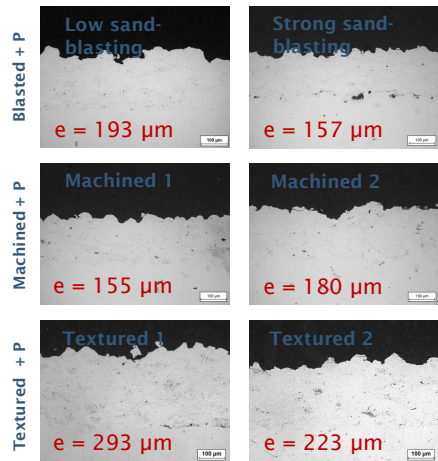 Blasted + P
Low sand-
blasting
e = 193 µm
100 µm
Strong sand-
blasting
e = 157 µm
100 µm
Machined + P
Machined 1
e = 155 µm
100 µm
Machined 2
e = 180 µm
100 µm
Textured + P
Textured 1
e = 293 µm
100 µm
Textured 2
e = 223 µm
100 µm